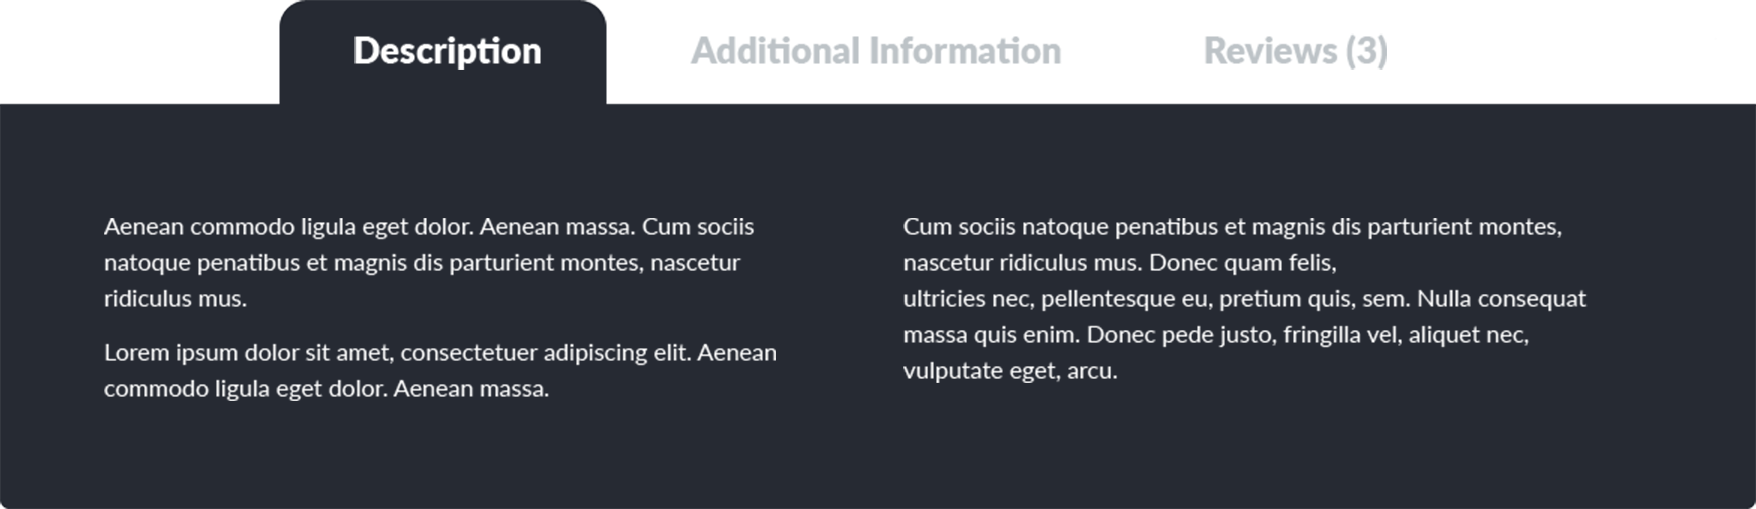 Description
Additional Information
Reviews (3)
Aenean commodo ligula eget dolor. Aenean massa. Cum sociis
natoque penatibus et magnis dis parturient montes, nascetur
ridiculus mus.
Lorem ipsum dolor sit amet, consectetuer adipiscing elit. Aenean
commodo ligula eget dolor. Aenean massa.
Cum sociis natoque penatibus et magnis dis parturient montes,
nascetur ridiculus mus. Donec quam felis,
ultricies nec, pellentesque eu, pretium quis, sem. Nulla consequat
massa quis enim. Donec pede justo, fringilla vel, aliquet nec,
vulputate eget, arcu.